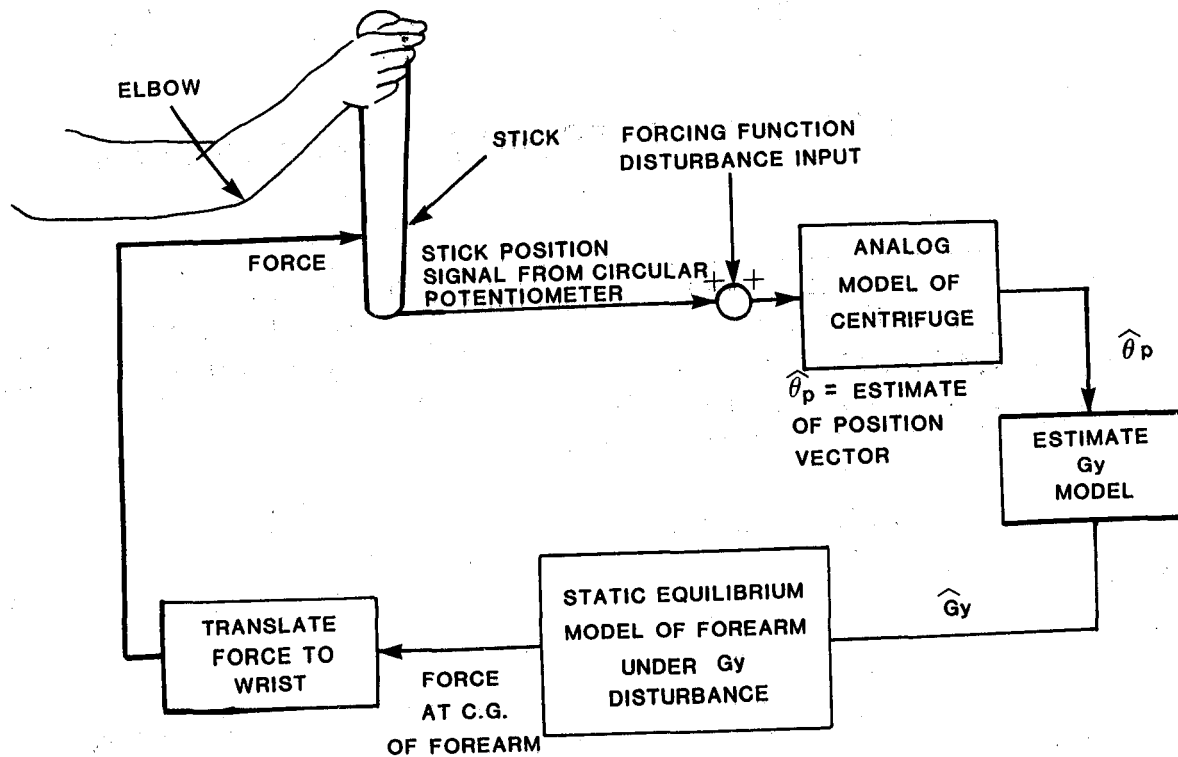 ELBOW
STICK
FORCING FUNCTION
DISTURBANCE INPUT
FORCE
STICK POSITION
SIGNAL FROM CIRCULAR
POTENTIOMETER
+ +
ANALOG
MODEL OF
CENTRIFUGE
θ̂p
θ̂p = ESTIMATE
OF POSITION
VECTOR
ESTIMATE
Gy
MODEL
Ĝy
STATIC EQUILIBRIUM
MODEL OF FOREARM
UNDER Gy
DISTURBANCE
FORCE
AT C.G.
OF FOREARM
TRANSLATE
FORCE TO
WRIST